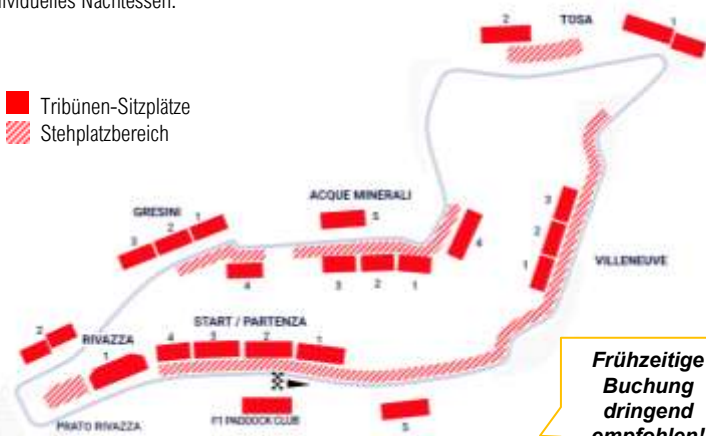 ividuelles Nachtessen.
Tribünen-Sitzplätze
Stehplatzbereich
2
TOSA
1
ACQUE MINERALI
5
GRESINI
3
2
1
4
3
2
1
4
3
2
1
VILLENEUVE
START / PARTENZA
4
3
2
1
2
RIVAZZA
1
PRATO RIVAZZA
F1 PADDOCK CLUB
5
Frühzeitige
Buchung
dringend
empfohlen!